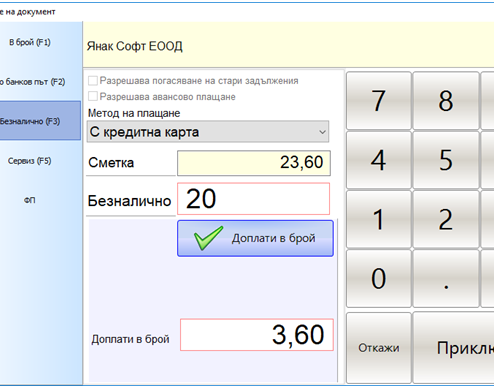 е на документ
В брой (F1)
о банков път (F2)
Безналично (F3)
Сервиз (F5)
ФП
Янак Софт ЕООД
Разрешава погасяване на стари задължения
Разрешава авансово плащане
Метод на плащане
С кредитна карта
Сметка 23,60
Безналично 20
Доплати в брой
Доплати в брой 3,60
7 8
4 5
1 2
0 .
Откажи Приклю